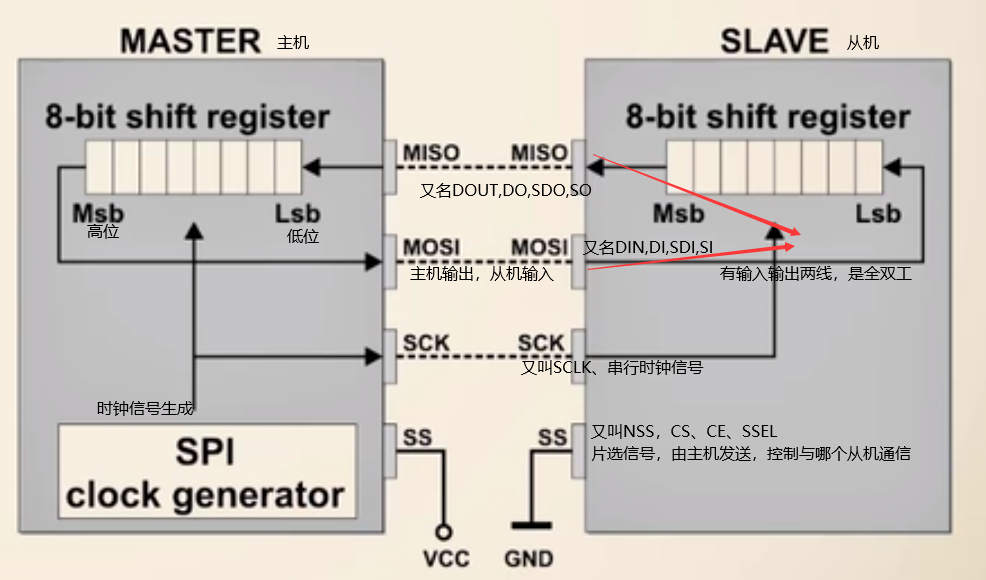 MASTER 主机
SLAVE 从机
8-bit shift register
8-bit shift register
MISO
MISO
又名DOUT,DO,SDO,SO
Msb
Lsb
Msb
Lsb
高位
低位
MOSI
MOSI
又名DIN,DI,SDI,SI
主机输出，从机输入
有输入输出两线，是全双工
SCK
SCK
又叫SCLK、串行时钟信号
时钟信号生成
SPI
clock generator
SS
SS
又叫NSS，CS、CE、SSEL
片选信号，由主机发送，控制与哪个从机通信
VCC
GND